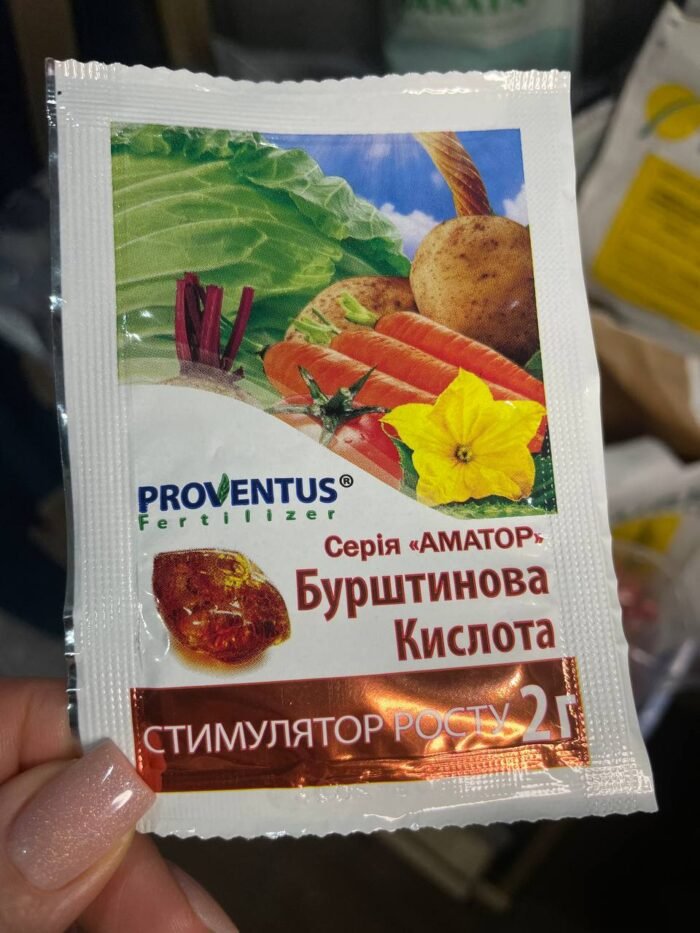 PROVENTUS®
Fertilizer
Серія «АМАТОР»
Бурштинова
Кислота
СТИМУЛЯТОР РОСТУ 2г